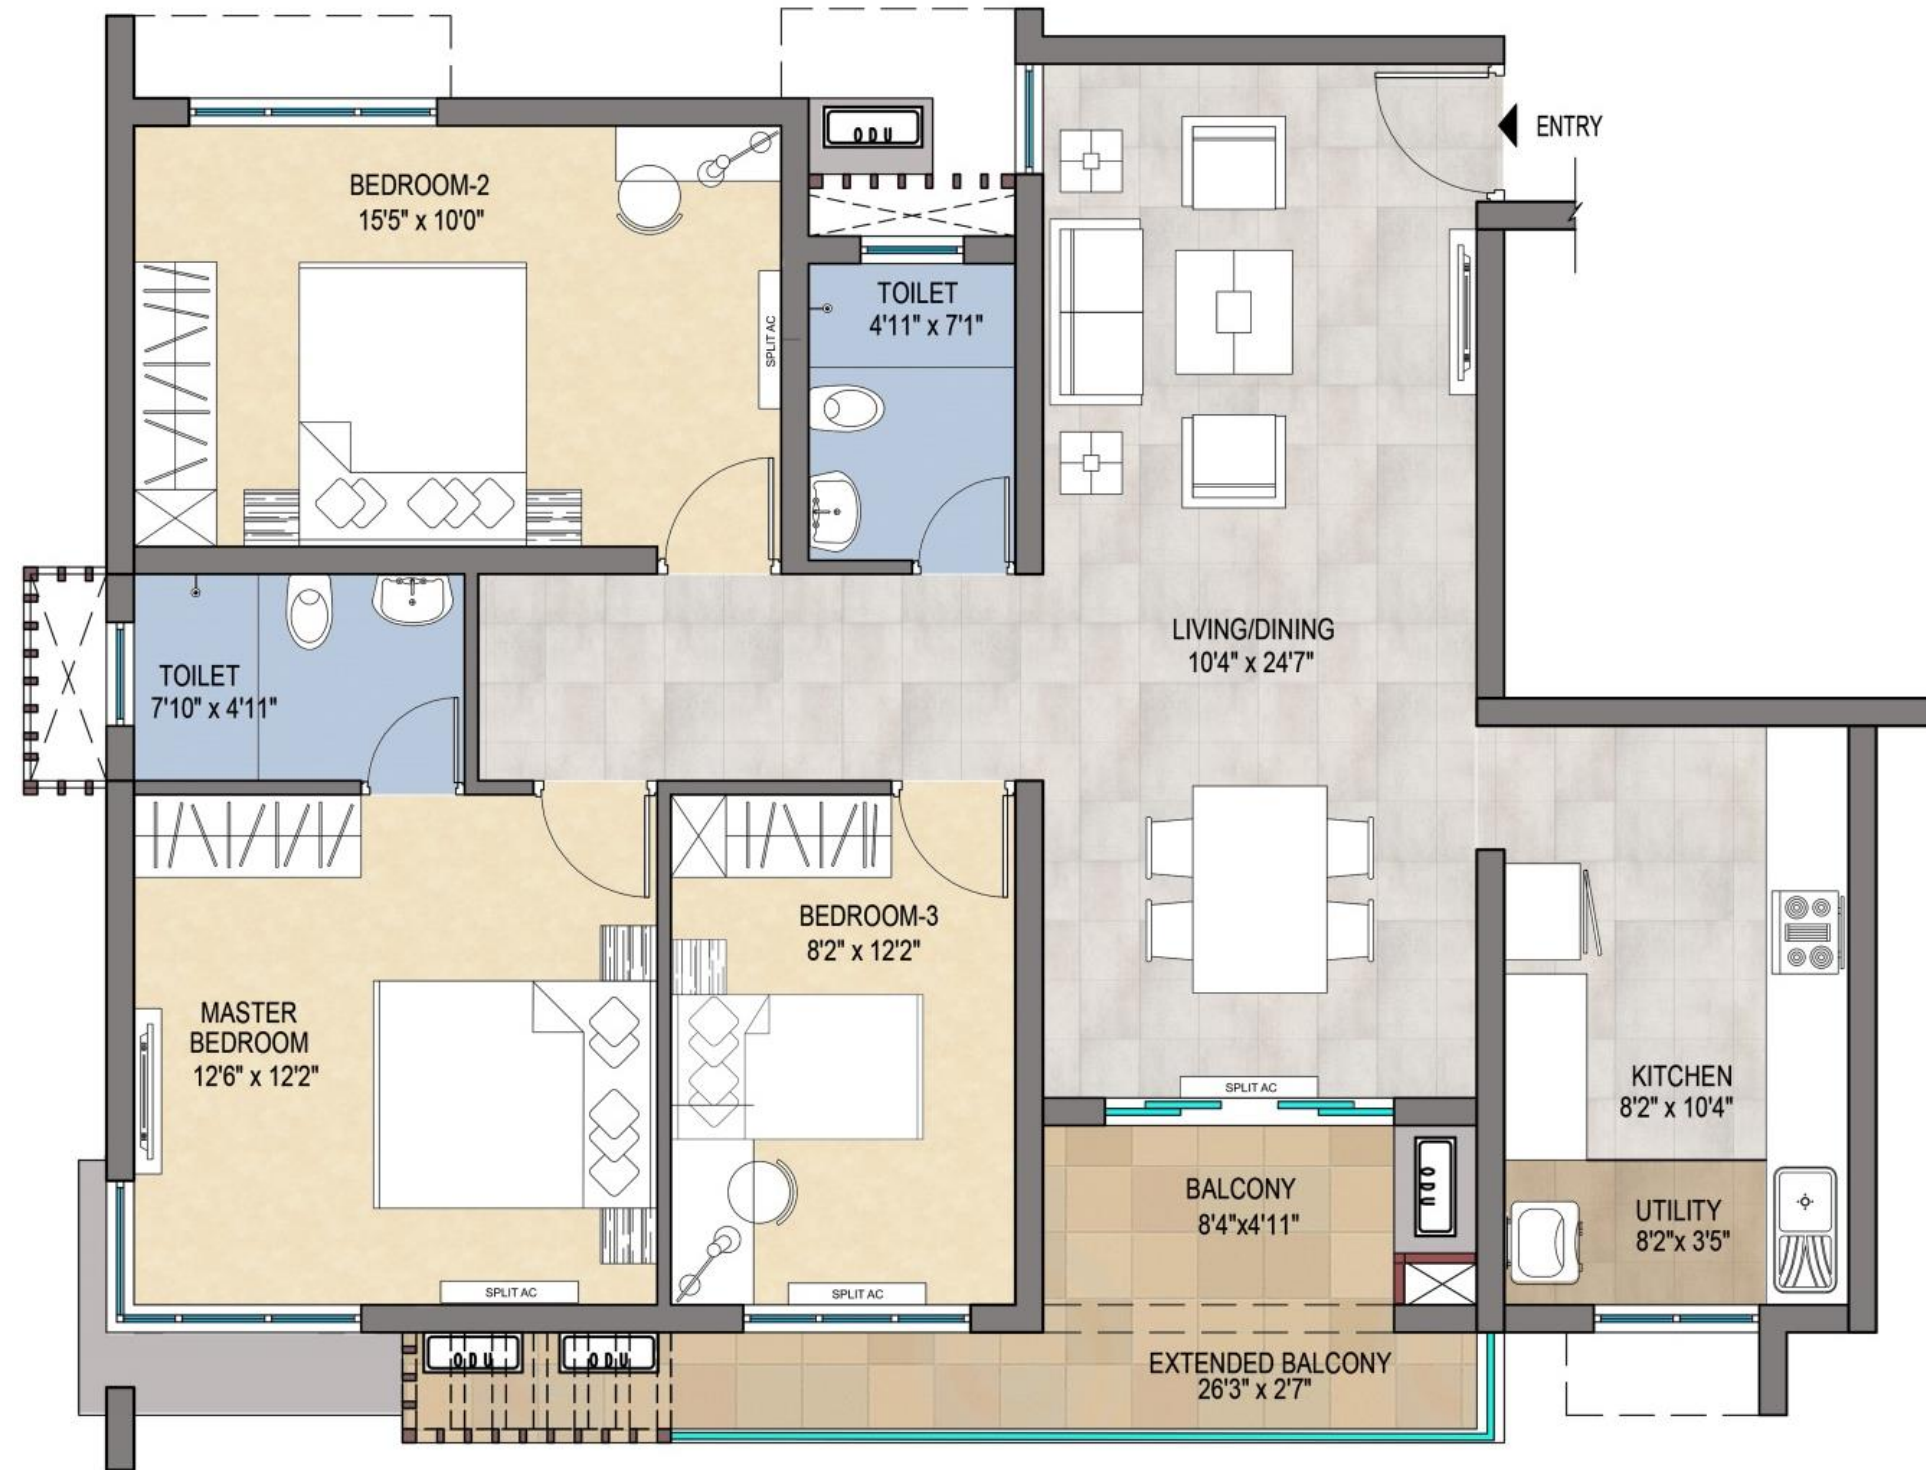 ODU
ENTRY
BEDROOM-2
15'5" x 10'0"
TOILET
4'11" x 7'1"
SPLIT AC
LIVING/DINING
10'4" x 24'7"
TOILET
7'10" x 4'11"
BEDROOM-3
8'2" x 12'2"
MASTER
BEDROOM
12'6" x 12'2"
SPLIT AC
KITCHEN
8'2" x 10'4"
BALCONY
8'4"x4'11"
ODU
UTILITY
8'2"x 3'5"
SPLIT AC
SPLIT AC
ODU
ODU
EXTENDED BALCONY
26'3" x 2'7"